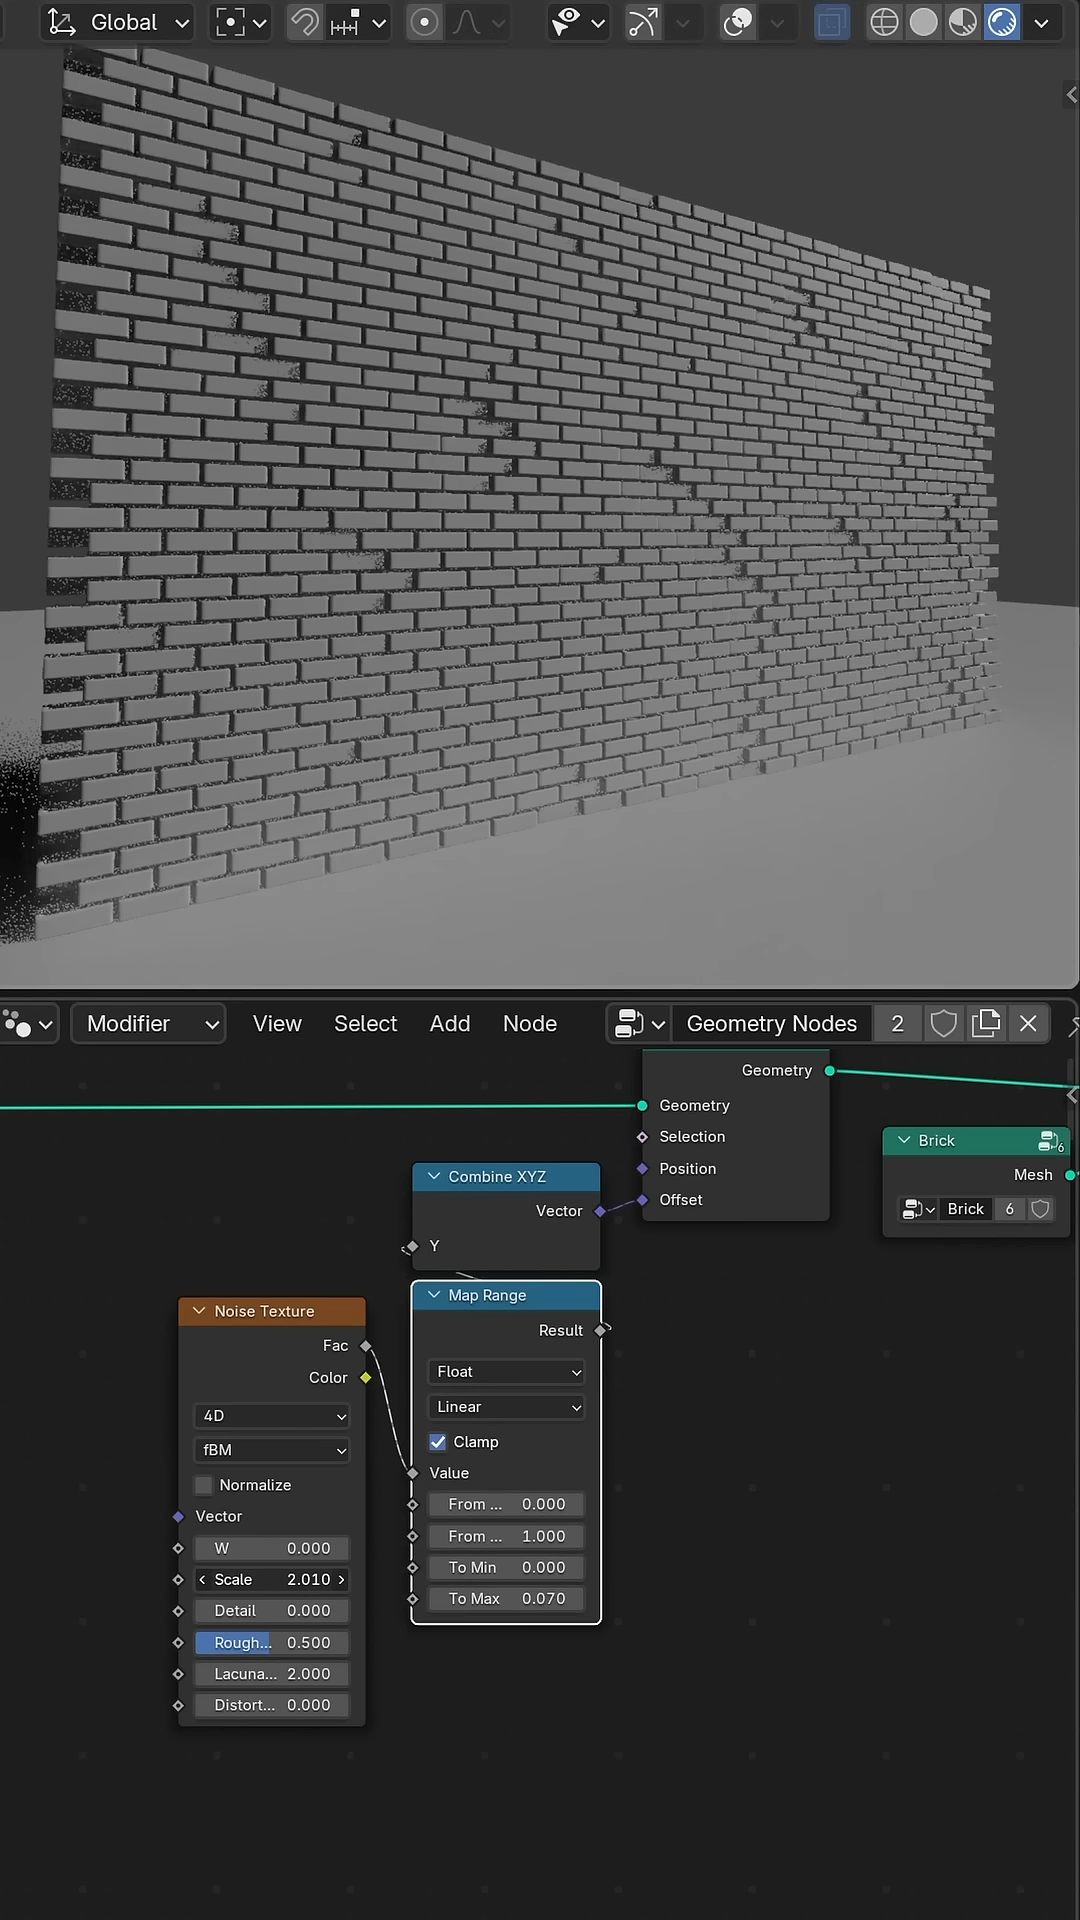 Global
Modifier View Select Add Node Geometry Nodes 2
Geometry
Geometry
Selection
Position
Offset
Brick 6
Mesh
Brick 6
Combine XYZ
Vector
Y
Map Range
Result
Float
Linear
Clamp
Value
From ... 0.000
From ... 1.000
To Min 0.000
To Max 0.070
Noise Texture
Fac
Color
4D
fBM
Normalize
Vector
W 0.000
Scale 2.010
Detail 0.000
Rough... 0.500
Lacuna... 2.000
Distort... 0.000